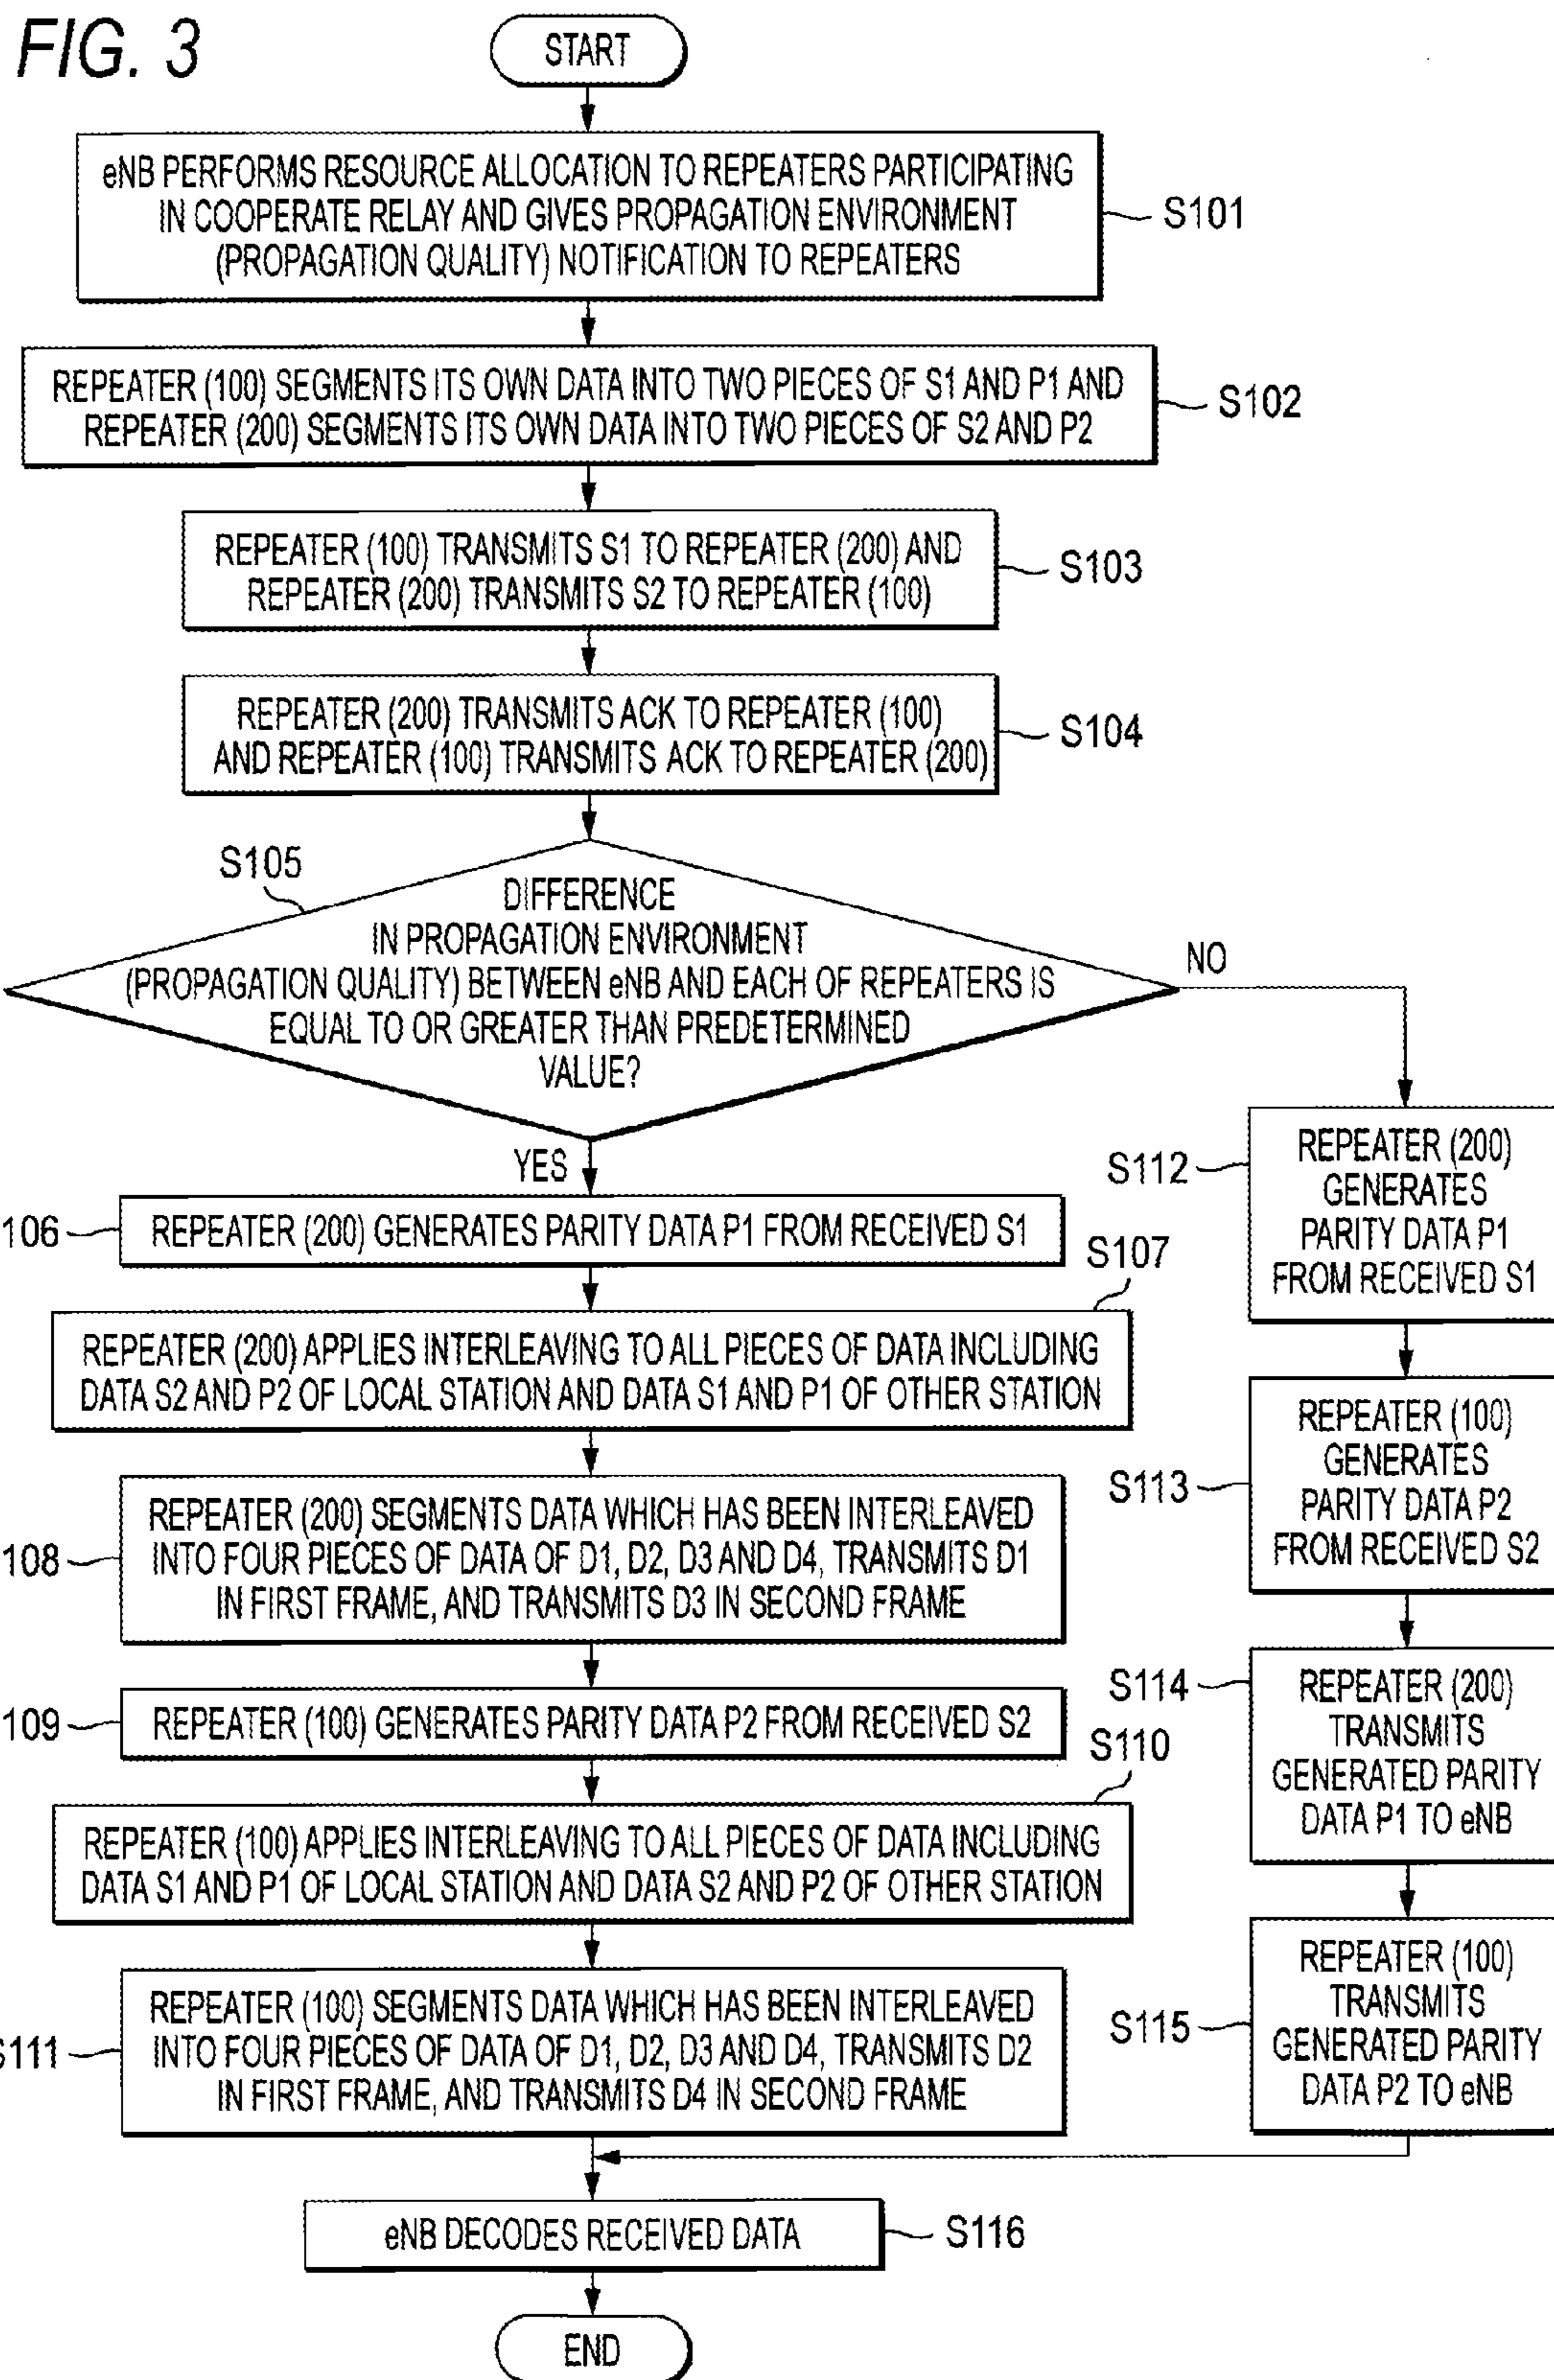 FIG. 3
START
eNB PERFORMS RESOURCE ALLOCATION TO REPEATERS PARTICIPATING
IN COOPERATE RELAY AND GIVES PROPAGATION ENVIRONMENT
(PROPAGATION QUALITY) NOTIFICATION TO REPEATERS
S101
REPEATER (100) SEGMENTS ITS OWN DATA INTO TWO PIECES OF S1 AND P1 AND
REPEATER (200) SEGMENTS ITS OWN DATA INTO TWO PIECES OF S2 AND P2
S102
REPEATER (100) TRANSMITS S1 TO REPEATER (200) AND
REPEATER (200) TRANSMITS S2 TO REPEATER (100)
S103
REPEATER (200) TRANSMITS ACK TO REPEATER (100)
AND REPEATER (100) TRANSMITS ACK TO REPEATER (200)
S104
S105
DIFFERENCE
IN PROPAGATION ENVIRONMENT
(PROPAGATION QUALITY) BETWEEN eNB AND EACH OF REPEATERS IS
EQUAL TO OR GREATER THAN PREDETERMINED
VALUE?
NO
YES
106
REPEATER (200) GENERATES PARITY DATA P1 FROM RECEIVED S1
S107
REPEATER (200) APPLIES INTERLEAVING TO ALL PIECES OF DATA INCLUDING
DATA S2 AND P2 OF LOCAL STATION AND DATA S1 AND P1 OF OTHER STATION
108
REPEATER (200) SEGMENTS DATA WHICH HAS BEEN INTERLEAVED
INTO FOUR PIECES OF DATA OF D1, D2, D3 AND D4, TRANSMITS D1
IN FIRST FRAME, AND TRANSMITS D3 IN SECOND FRAME
109
REPEATER (100) GENERATES PARITY DATA P2 FROM RECEIVED S2
S110
REPEATER (100) APPLIES INTERLEAVING TO ALL PIECES OF DATA INCLUDING
DATA S1 AND P1 OF LOCAL STATION AND DATA S2 AND P2 OF OTHER STATION
S111
REPEATER (100) SEGMENTS DATA WHICH HAS BEEN INTERLEAVED
INTO FOUR PIECES OF DATA OF D1, D2, D3 AND D4, TRANSMITS D2
IN FIRST FRAME, AND TRANSMITS D4 IN SECOND FRAME
S112
REPEATER (200)
GENERATES
PARITY DATA P1
FROM RECEIVED S1
S113
REPEATER (100)
GENERATES
PARITY DATA P2
FROM RECEIVED S2
S114
REPEATER (200)
TRANSMITS
GENERATED PARITY
DATA P1 TO eNB
S115
REPEATER (100)
TRANSMITS
GENERATED PARITY
DATA P2 TO eNB
eNB DECODES RECEIVED DATA
S116
END